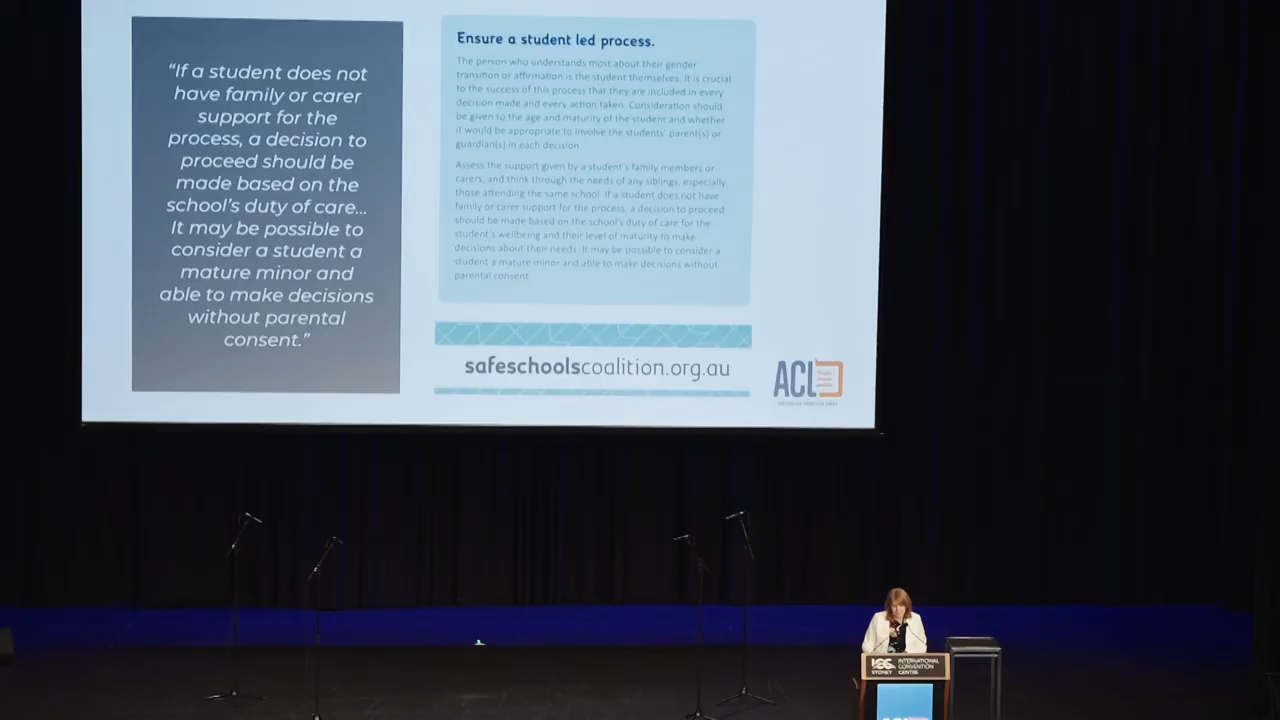 “If a student does not
have family or carer
support for the
process, a decision to
proceed should be
made based on the
school’s duty of care...
It may be possible to
consider a student a
mature minor and
able to make decisions
without parental
consent.”
Ensure a student led process.
The person who understands most about their gender
transition or affirmation is the student themselves. It is crucial
to the success of this process that they are included in every
decision made and every action taken. Consideration should
be given to the age and maturity of the student and whether
it would be appropriate to involve the students’ parent(s) or
guardian(s) in each decision
Assess the support given by a student’s family members or
carers, and think through the needs of any siblings, especially
those attending the same school. If a student does not have
family or carer support for the process, a decision to proceed
should be made based on the school’s duty of care for the
student’s wellbeing and their level of maturity to make
decisions about their needs. It may be possible to consider a
student a mature minor and able to make decisions without
parental consent
safeschoolscoalition.org.au
ACL
ICC
SYDNEY
INTERNATIONAL
CONVENTION
CENTRE
ACL